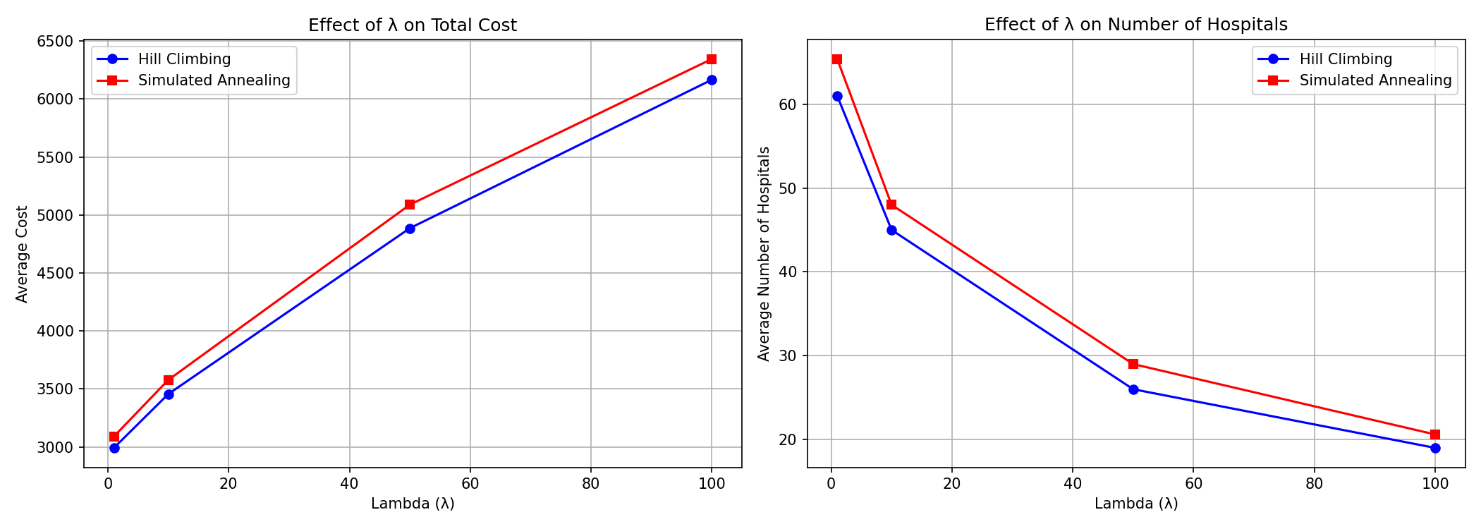 Effect of λ on Total Cost
Hill Climbing
Simulated Annealing
6500
6000
5500
5000
4500
4000
3500
3000
Average Cost
0 20 40 60 80 100
Lambda (λ)
Effect of λ on Number of Hospitals
Hill Climbing
Simulated Annealing
60
50
40
30
20
Average Number of Hospitals
0 20 40 60 80 100
Lambda (λ)